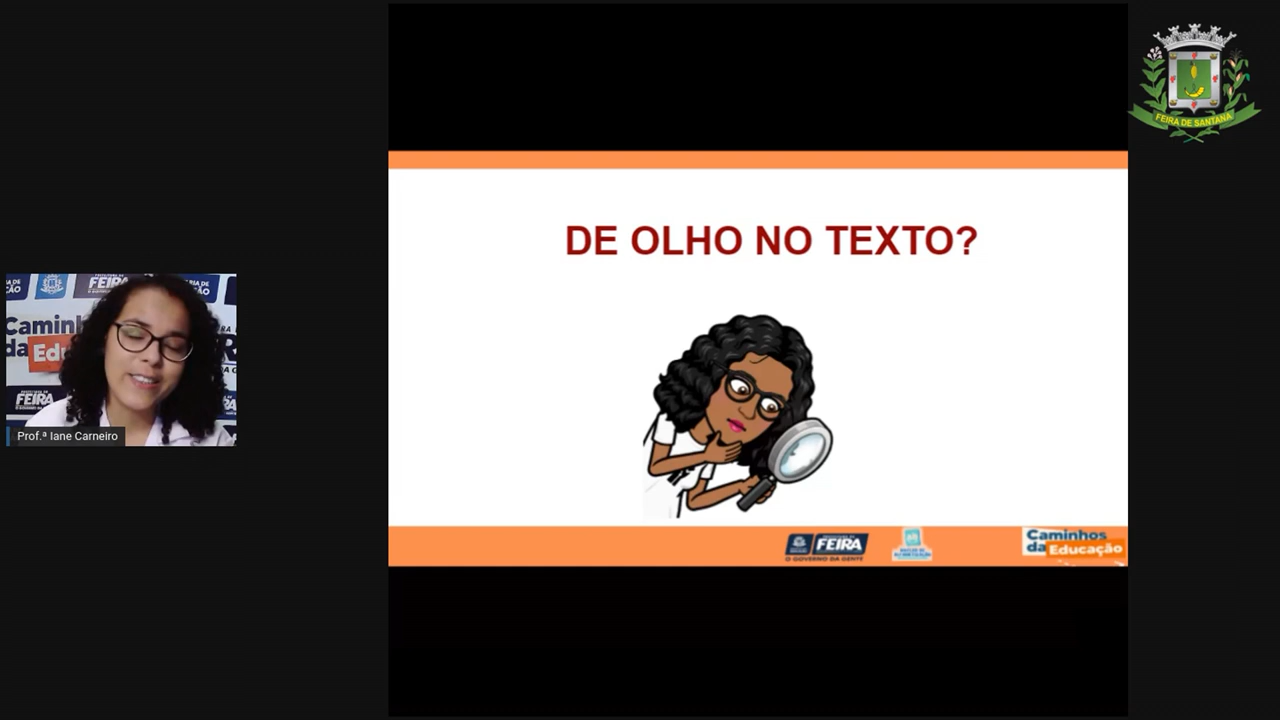 FEIRA DE SANTANA
DE OLHO NO TEXTO?
FEIRA
Caminh
da Edu
FEIRA
Prof.ª Iane Carneiro
FEIRA
O GOVERNO DA GENTE
Caminhos
da Educação